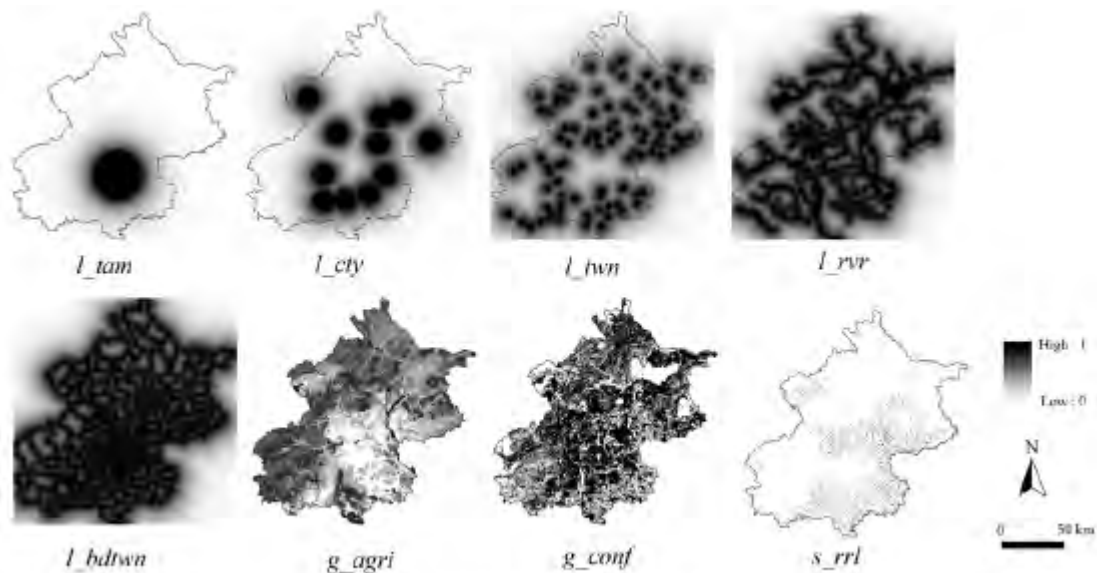 l_tam l_cty l_twn l_rvr
High 1
Low : 0
N
0 50 km
l_bdtwn g_agri g_conf s_rrl